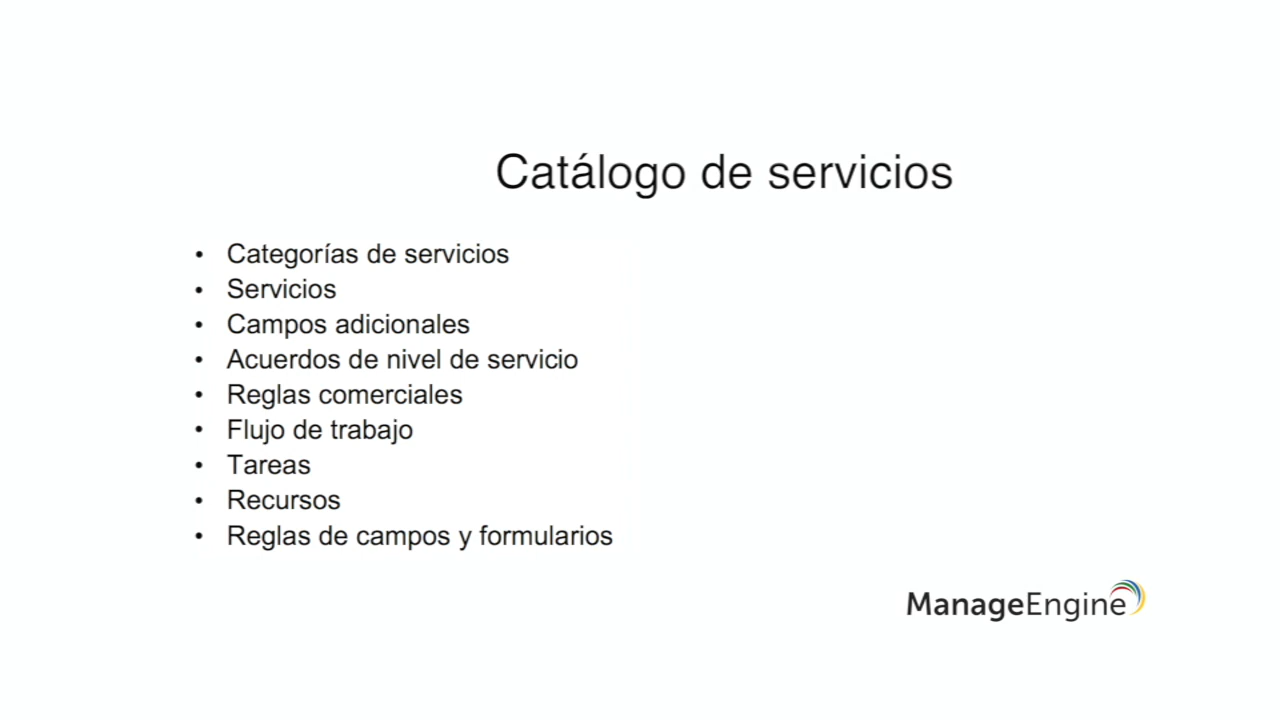 Catálogo de servicios
• Categorías de servicios
• Servicios
• Campos adicionales
• Acuerdos de nivel de servicio
• Reglas comerciales
• Flujo de trabajo
• Tareas
• Recursos
• Reglas de campos y formularios
ManageEngine